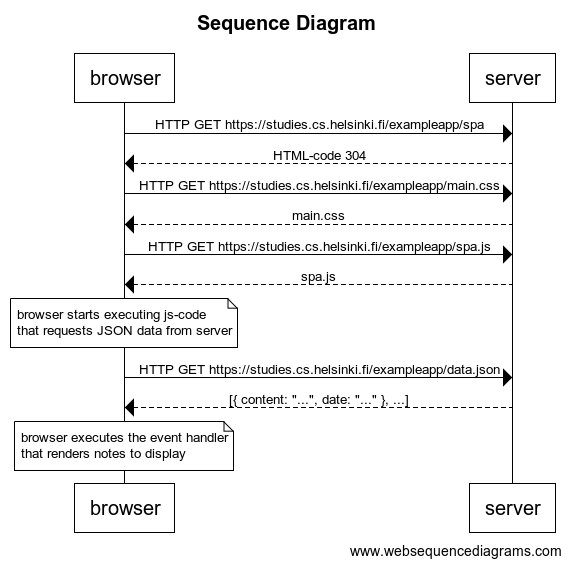 Sequence Diagram
browser
server
HTTP GET https://studies.cs.helsinki.fi/exampleapp/spa
HTML-code 304
HTTP GET https://studies.cs.helsinki.fi/exampleapp/main.css
main.css
HTTP GET https://studies.cs.helsinki.fi/exampleapp/spa.js
spa.js
browser starts executing js-code
that requests JSON data from server
HTTP GET https://studies.cs.helsinki.fi/exampleapp/data.json
[{ content: "...", date: "..." }, ...]
browser executes the event handler
that renders notes to display
browser
server
www.websequencediagrams.com